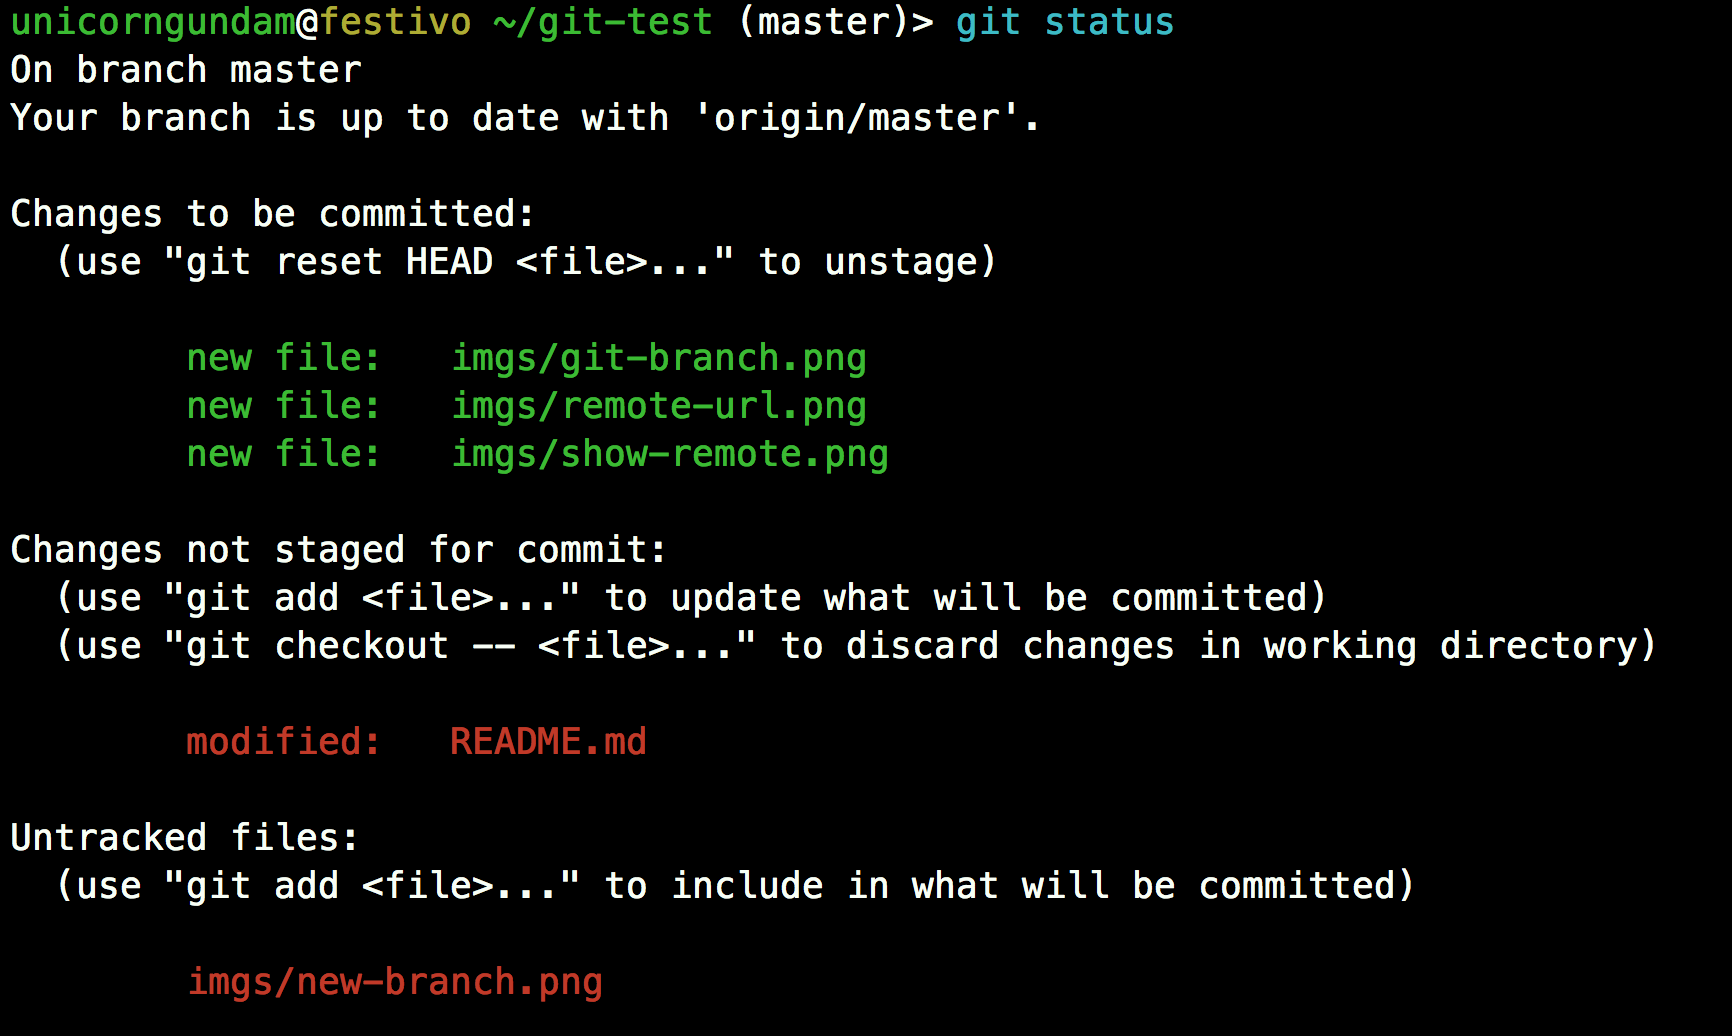 unicorngundam@festivo ~/git-test (master)> git status
On branch master
Your branch is up to date with 'origin/master'.
Changes to be committed:
(use "git reset HEAD <file>..." to unstage)
new file: imgs/git-branch.png
new file: imgs/remote-url.png
new file: imgs/show-remote.png
Changes not staged for commit:
(use "git add <file>..." to update what will be committed)
(use "git checkout -- <file>..." to discard changes in working directory)
modified: README.md
Untracked files:
(use "git add <file>..." to include in what will be committed)
imgs/new-branch.png